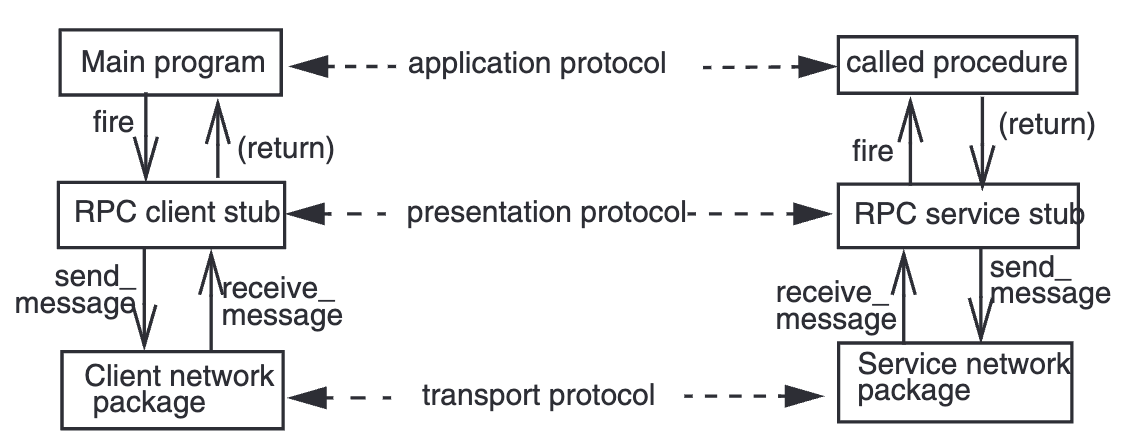 Main program
application protocol
called procedure
fire
(return)
fire
(return)
RPC client stub
presentation protocol
RPC service stub
send_
message
receive_
message
receive_
message
send_
message
Client network
package
transport protocol
Service network
package